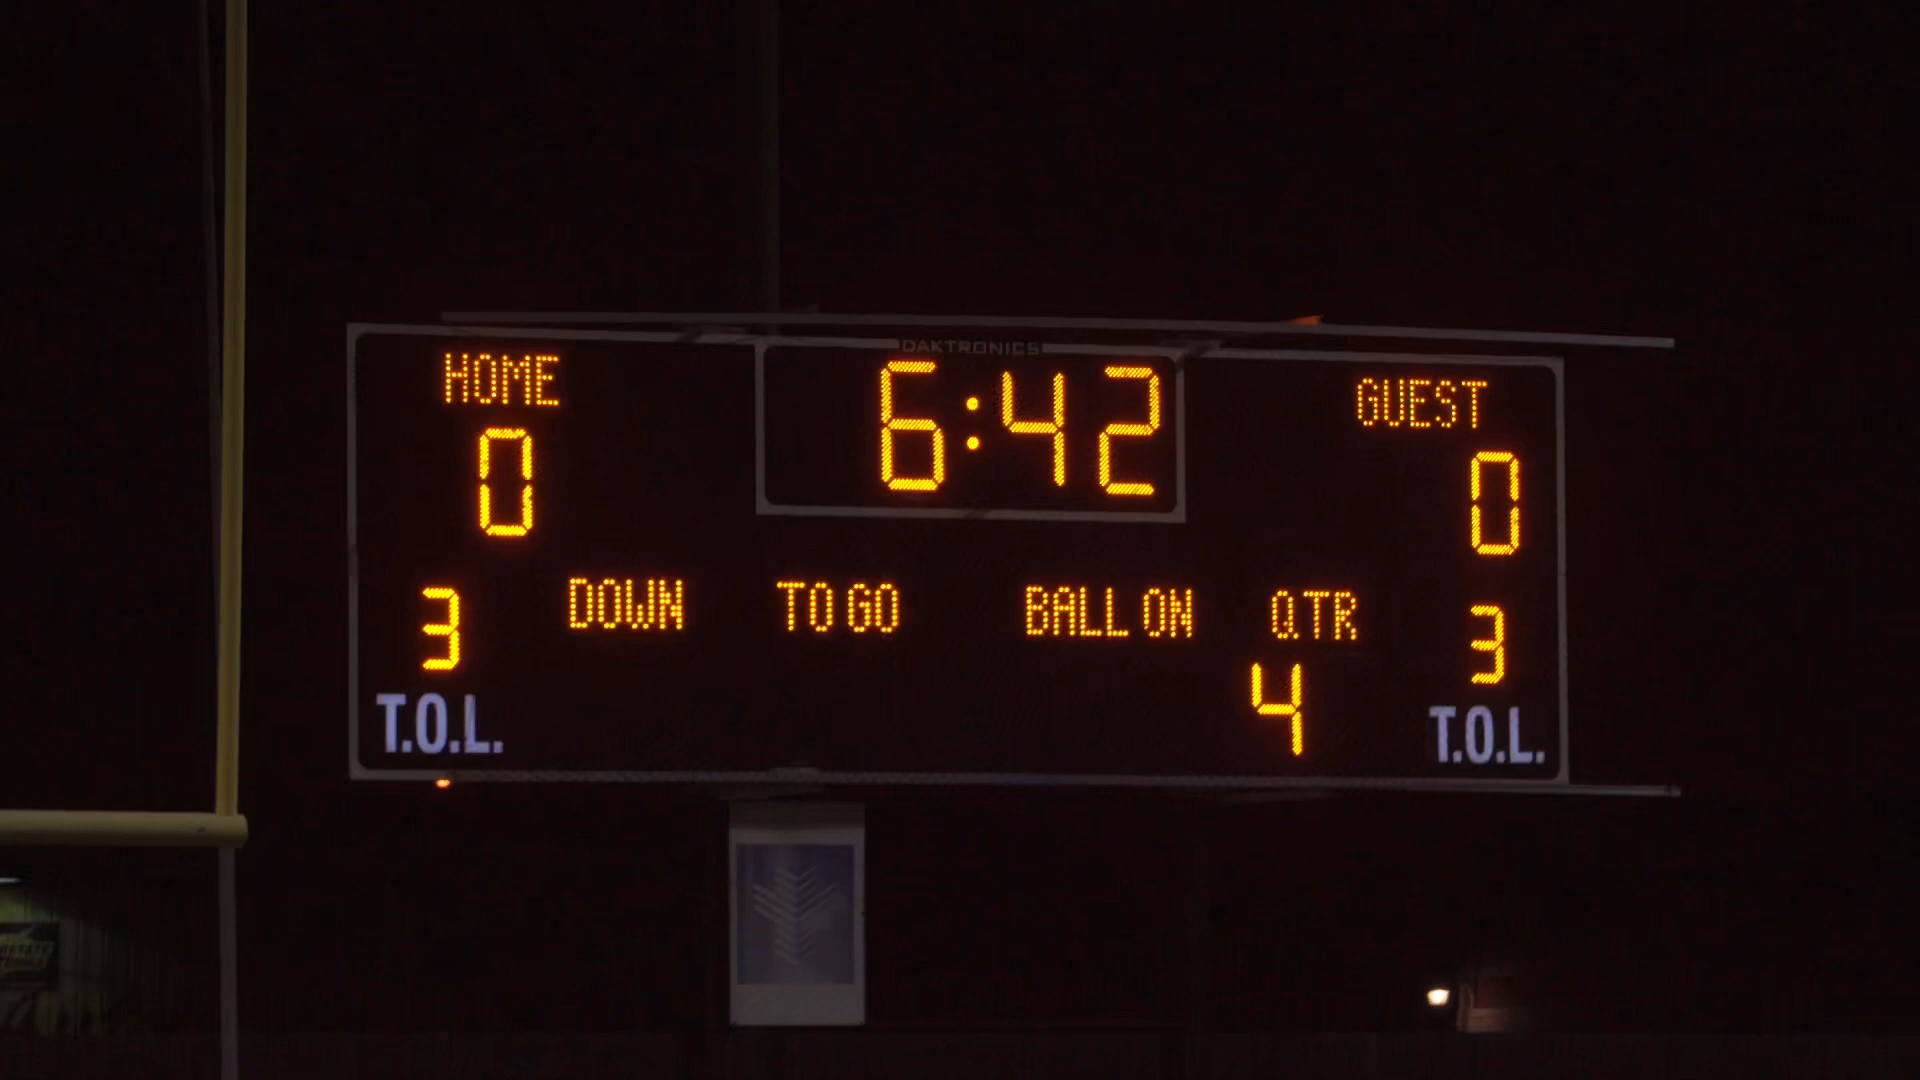 DAKTRONICS
HOME 6:42 GUEST
0 0
DOWN TO GO BALL ON QTR
3 4 3
T.O.L. T.O.L.